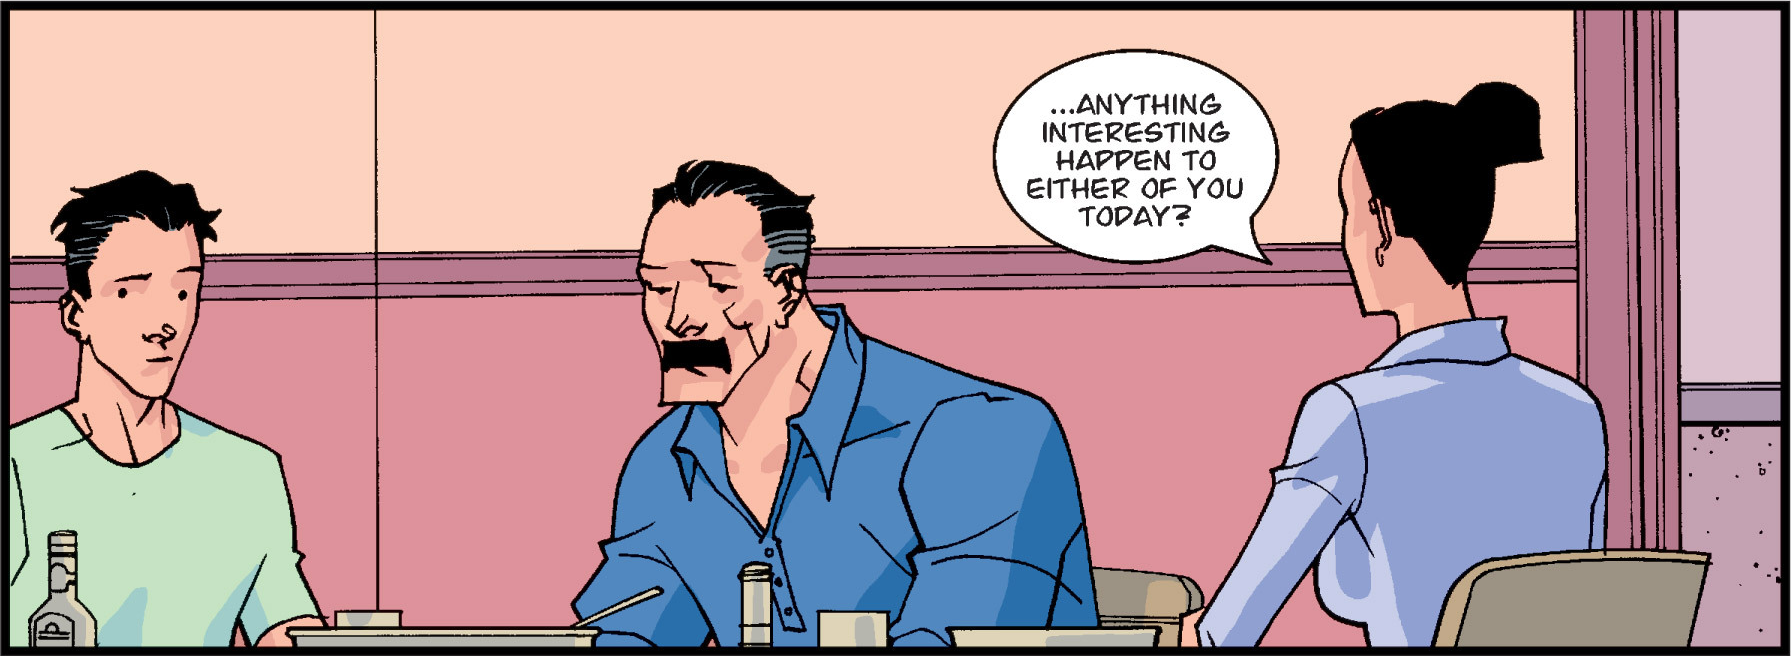 ...ANYTHING
INTERESTING
HAPPEN TO
EITHER OF YOU
TODAY?